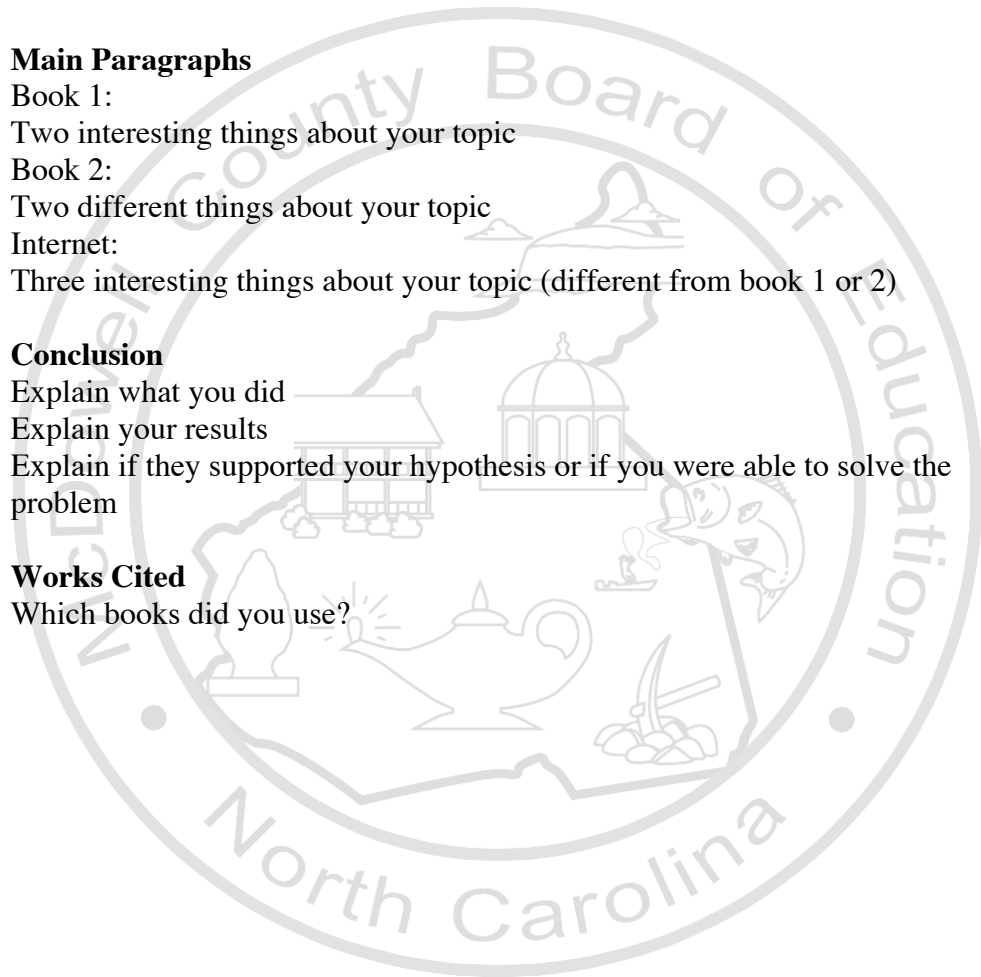 Main Paragraphs
Book 1:
Two interesting things about your topic
Book 2:
Two different things about your topic
Internet:
Three interesting things about your topic (different from book 1 or 2)
Conclusion
Explain what you did
Explain your results
Explain if they supported your hypothesis or if you were able to solve the
problem
Works Cited
Which books did you use?
McDowell County Board of Education
North Carolina